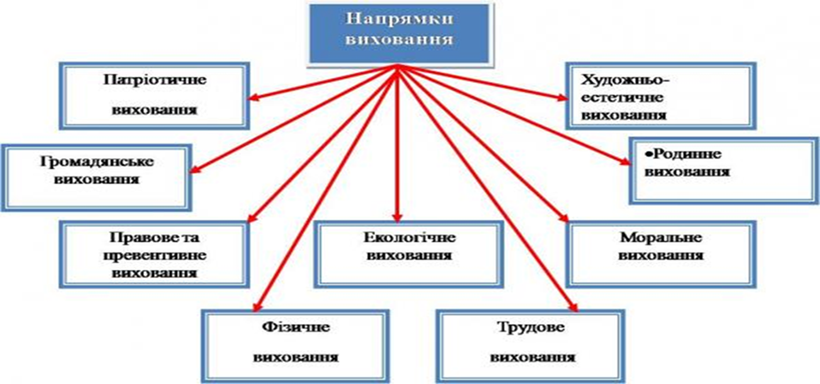 Напрямки
виховання
Патріотичне
виховання
Художньо-
естетичне
виховання
Громадянське
виховання
•Родинне
виховання
Правове та
превентивне
виховання
Екологічне
виховання
Моральне
виховання
Фізичне
виховання
Трудове
виховання